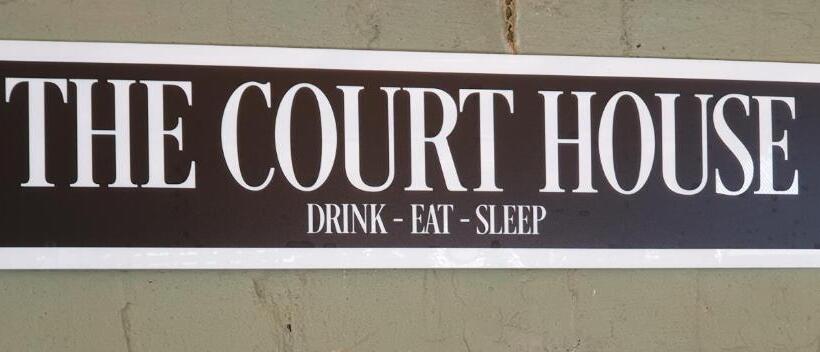 THE COURT HOUSE
DRINK - EAT - SLEEP